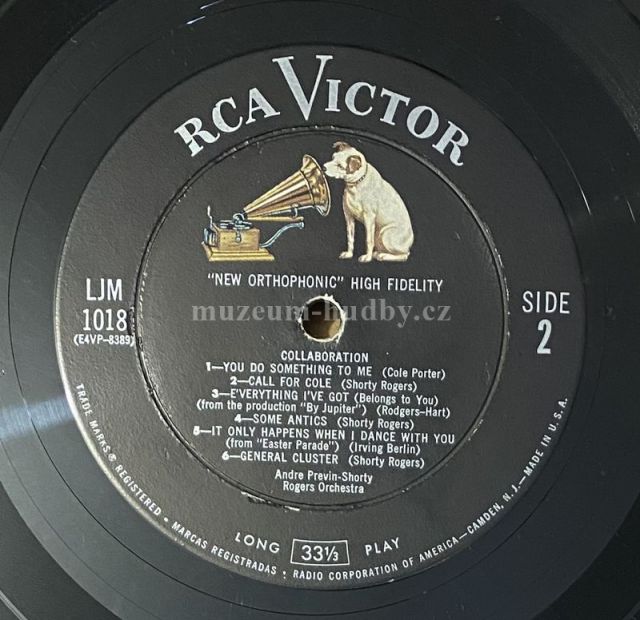 RCA VICTOR
"NEW ORTHOPHONIC" HIGH FIDELITY
LJM
1018
(E4VP-8389)
SIDE
2
muzeum-hudby.cz
COLLABORATION
1—YOU DO SOMETHING TO ME (Cole Porter)
2—CALL FOR COLE (Shorty Rogers)
3—E'VERYTHING I'VE GOT (Belongs to You)
(from the production "By Jupiter") (Rodgers-Hart)
4—SOME ANTICS (Shorty Rogers)
5—IT ONLY HAPPENS WHEN I DANCE WITH YOU
(from "Easter Parade") (Irving Berlin)
6—GENERAL CLUSTER (Shorty Rogers)
Andre Previn-Shorty
Rogers Orchestra
LONG 33⅓ PLAY
TRADE MARKS ® REGISTERED • MARCAS REGISTRADAS • RADIO CORPORATION OF AMERICA—CAMDEN, N. J.—MADE IN U.S.A.